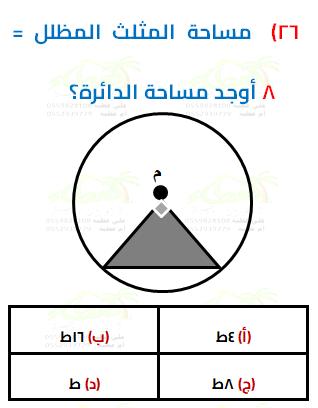 ٢٦) مساحة المثلث المظلل =
٨ أوجد مساحة الدائرة؟
م
(أ) ٤ط
(ب) ١٦ط
(ج) ٨ط
(د) ط